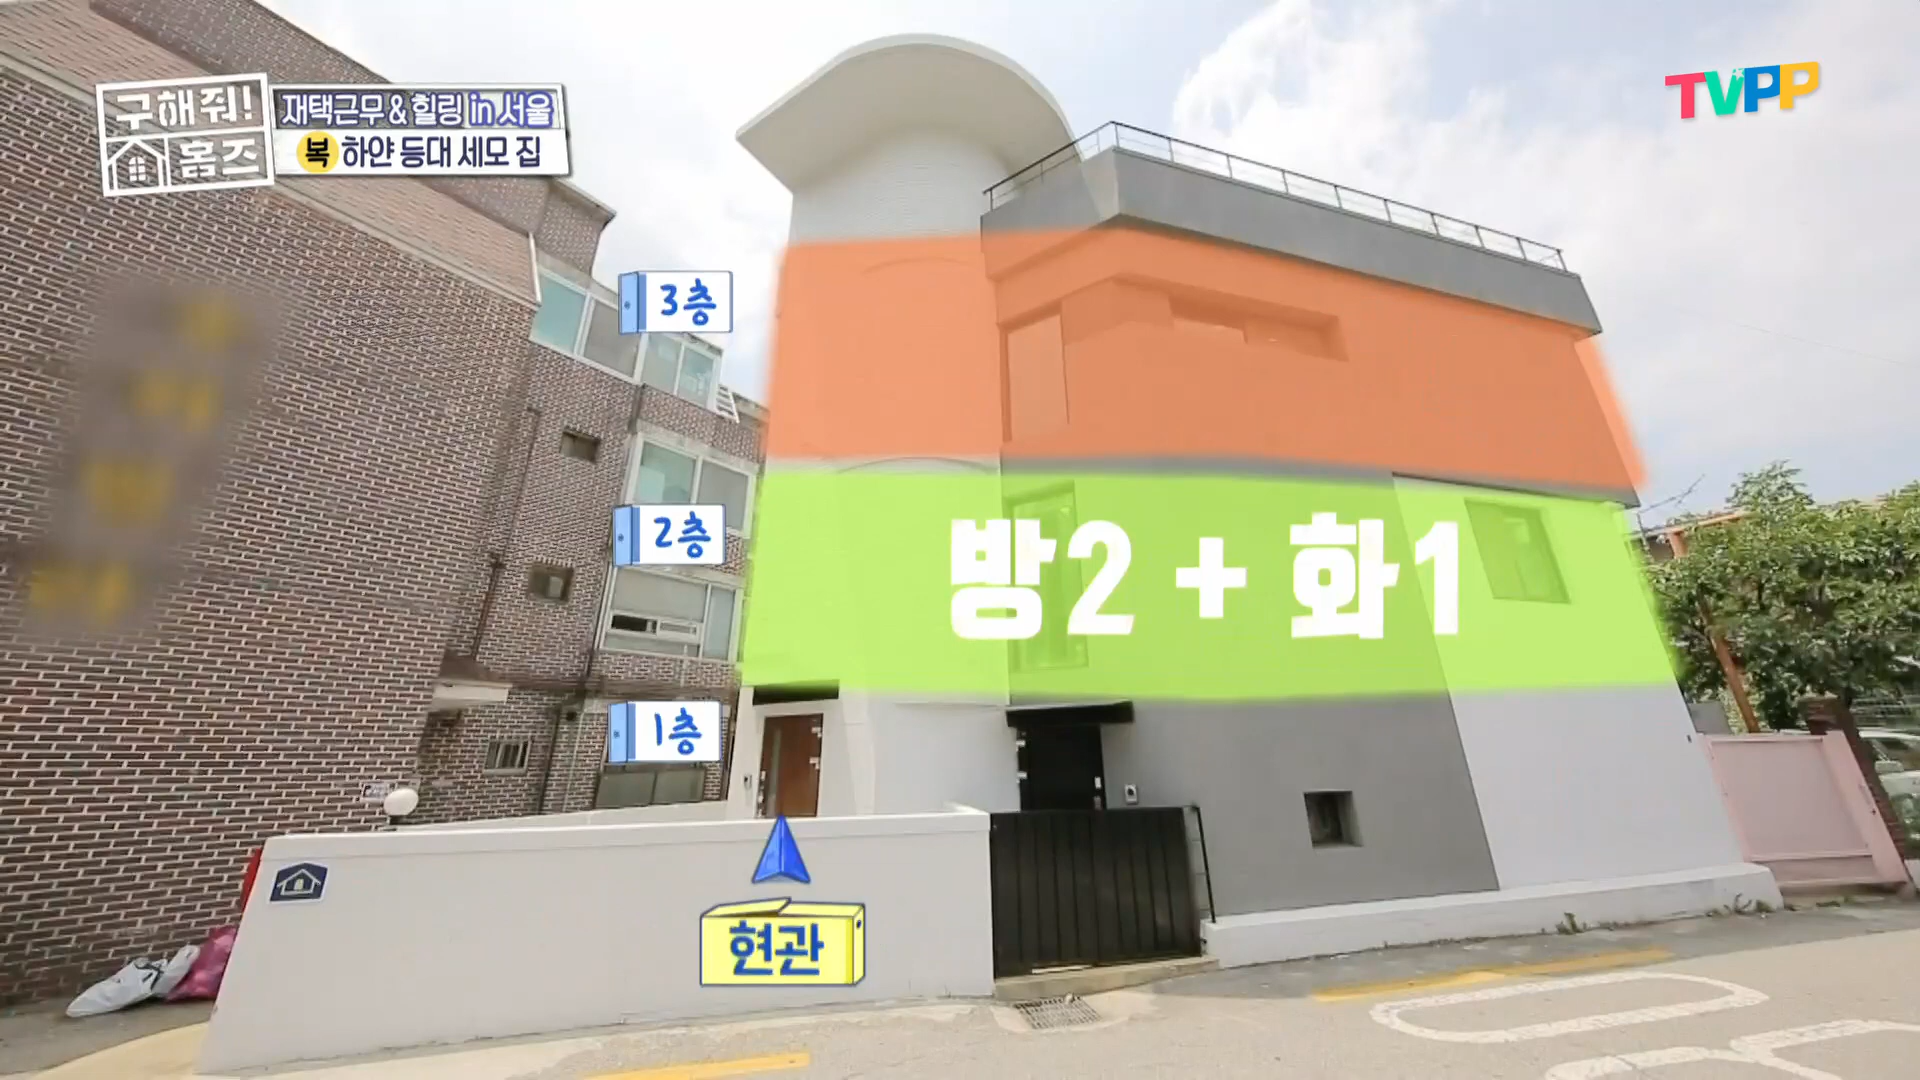 구해줘!
홈즈
재택근무 & 힐링 in 서울
복 하얀 등대 세모 집
TVPP
3층
2층
방2 + 화1
1층
현관